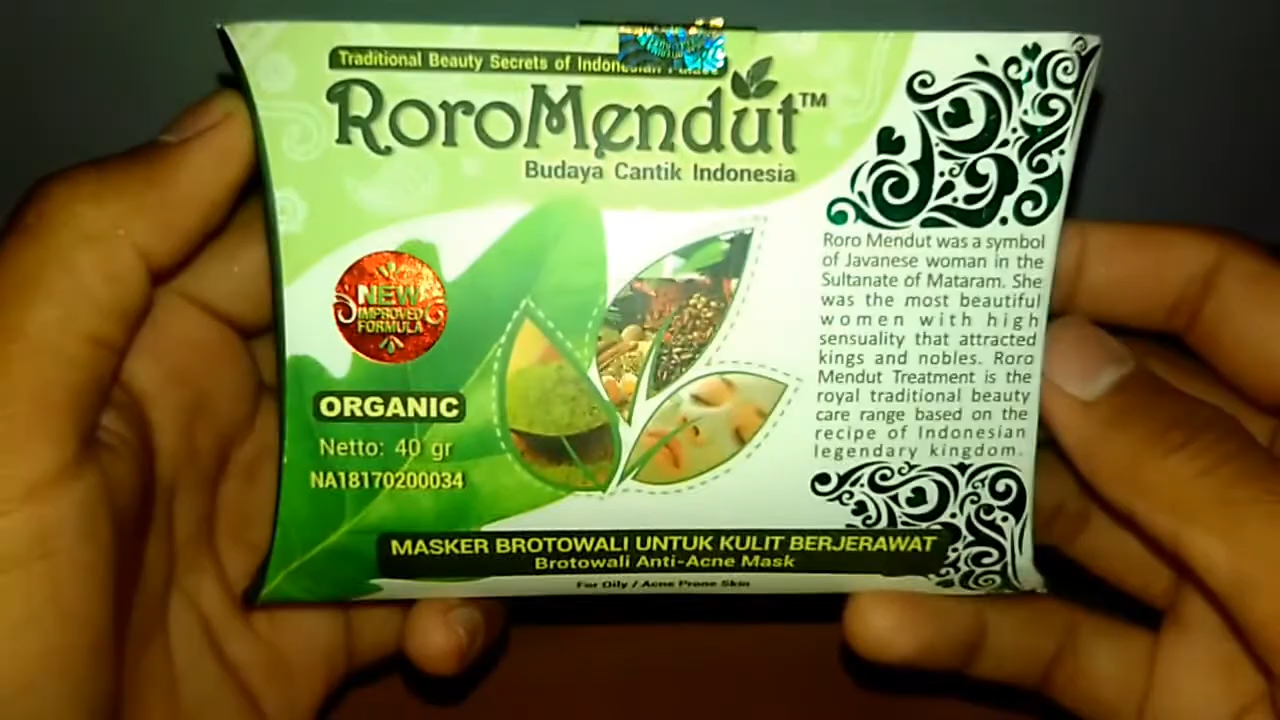 Traditional Beauty Secrets of Indonesian Palace
RoroMendut™
Budaya Cantik Indonesia
NEW
IMPROVED
FORMULA
ORGANIC
Netto: 40 gr
NA18170200034
Roro Mendut was a symbol
of Javanese woman in the
Sultanate of Mataram. She
was the most beautiful
women with high
sensuality that attracted
kings and nobles. Roro
Mendut Treatment is the
royal traditional beauty
care range based on the
recipe of Indonesian
legendary kingdom.
MASKER BROTOWALI UNTUK KULIT BERJERAWAT
Brotowali Anti-Acne Mask
For Oily / Acne Prone Skin